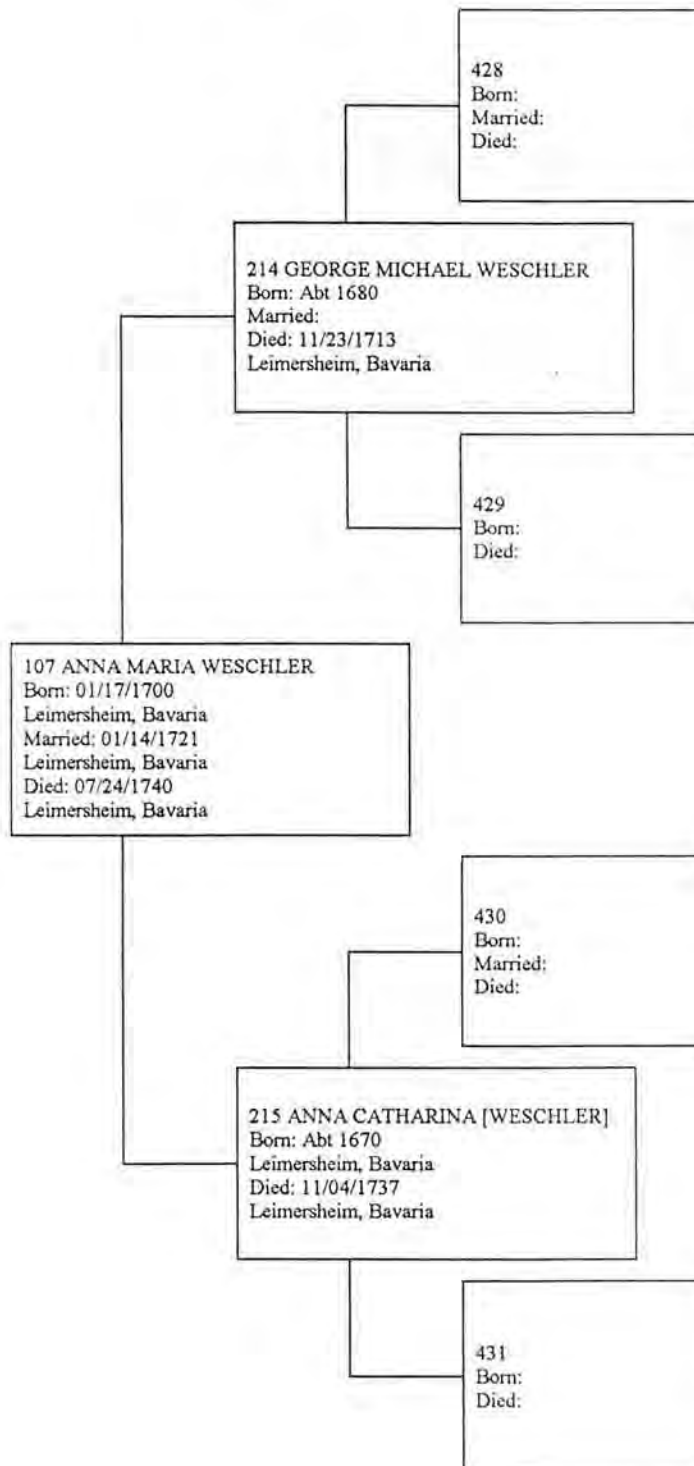 428
Born:
Married:
Died:
214 GEORGE MICHAEL WESCHLER
Born: Abt 1680
Married:
Died: 11/23/1713
Leimersheim, Bavaria
429
Born:
Died:
107 ANNA MARIA WESCHLER
Born: 01/17/1700
Leimersheim, Bavaria
Married: 01/14/1721
Leimersheim, Bavaria
Died: 07/24/1740
Leimersheim, Bavaria
430
Born:
Married:
Died:
215 ANNA CATHARINA [WESCHLER]
Born: Abt 1670
Leimersheim, Bavaria
Died: 11/04/1737
Leimersheim, Bavaria
431
Born:
Died: